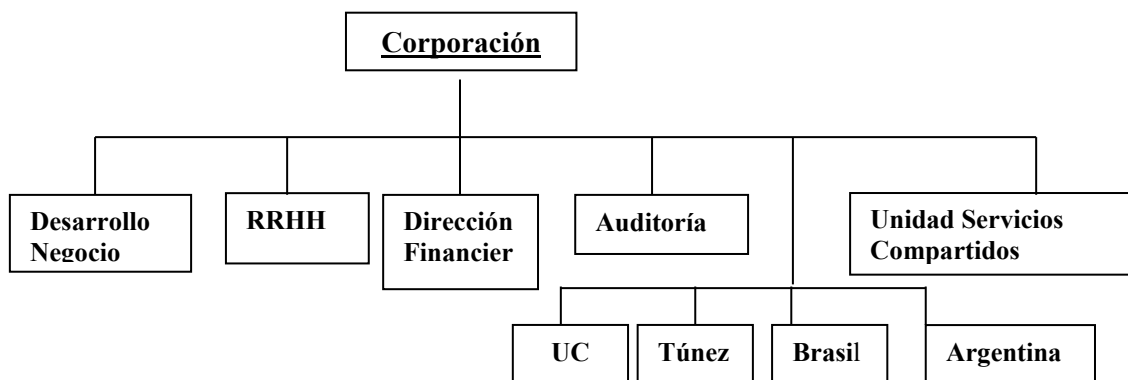 Corporación
Desarrollo
Negocio
RRHH
Dirección
Financier
Auditoría
Unidad Servicios
Compartidos
UC
Túnez
Brasil
Argentina